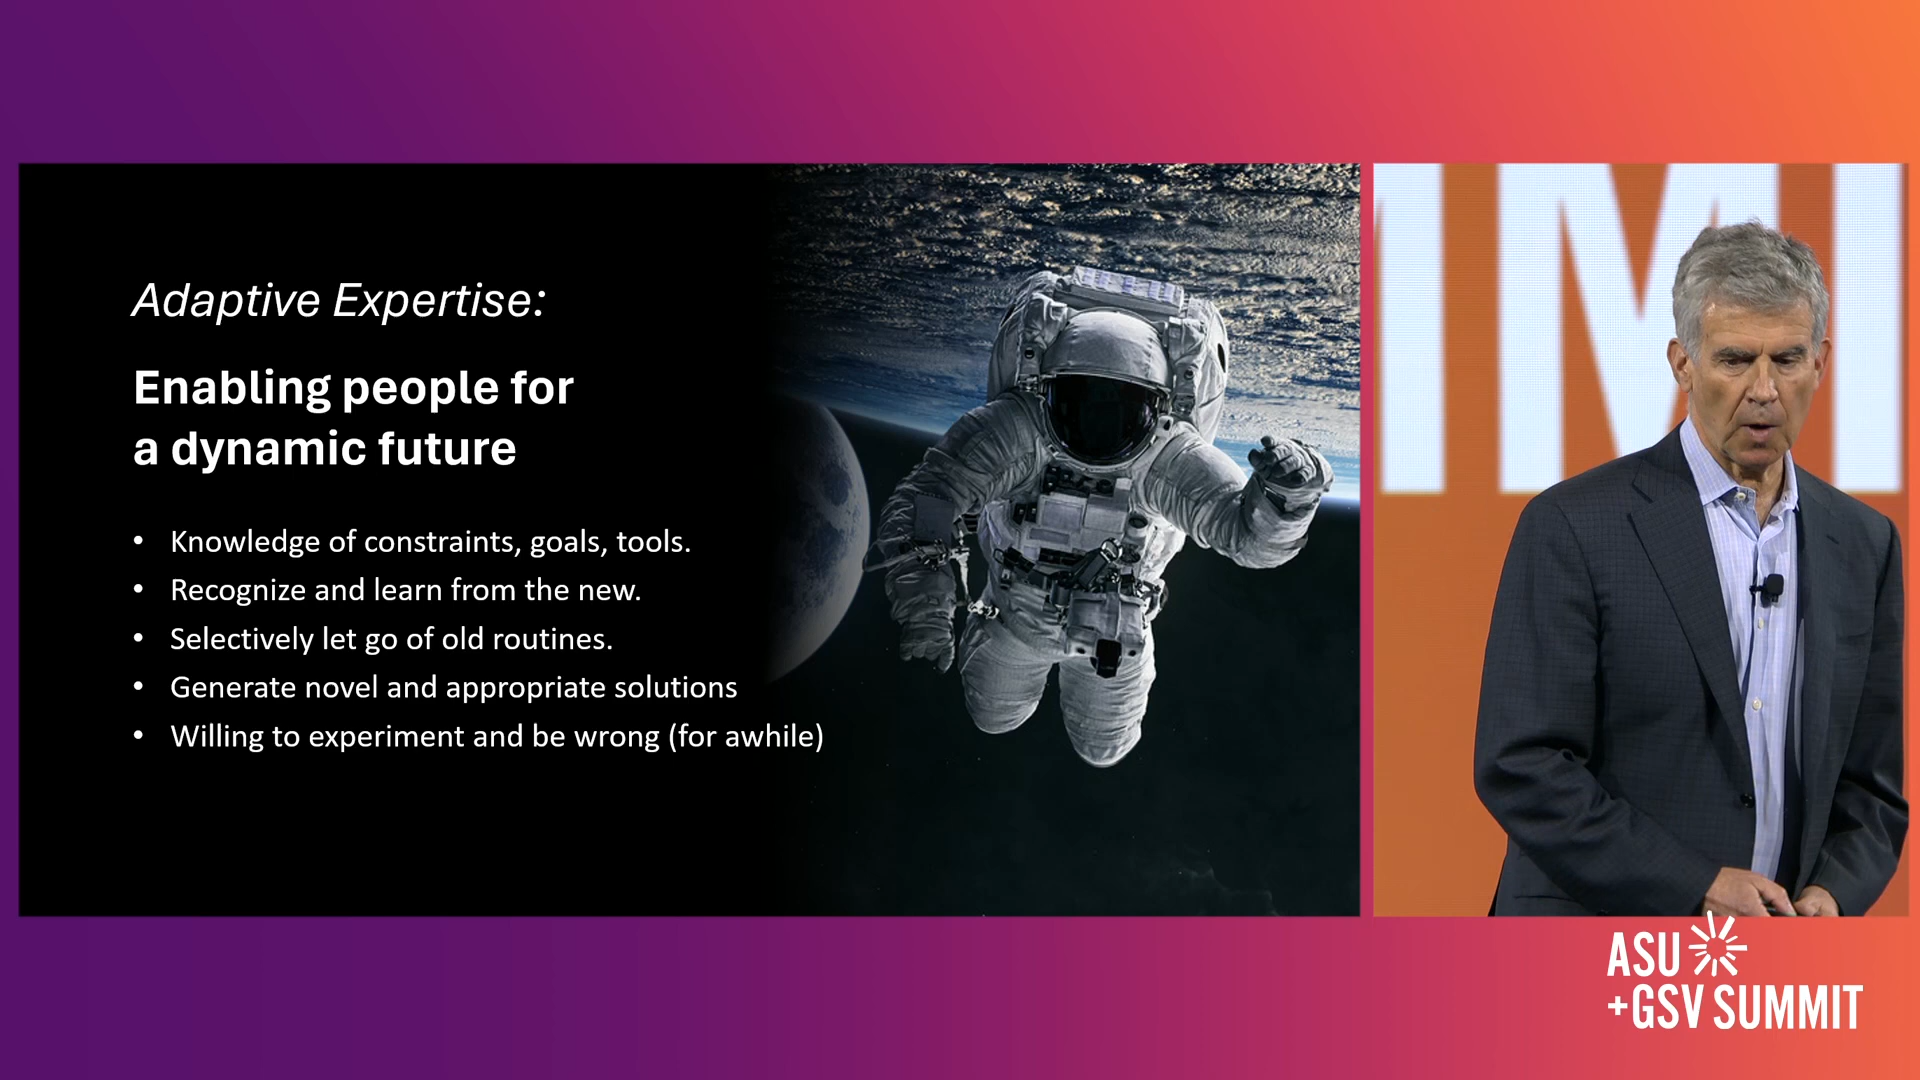 Adaptive Expertise:
Enabling people for
a dynamic future
• Knowledge of constraints, goals, tools.
• Recognize and learn from the new.
• Selectively let go of old routines.
• Generate novel and appropriate solutions
• Willing to experiment and be wrong (for awhile)
ASU
+GSV SUMMIT